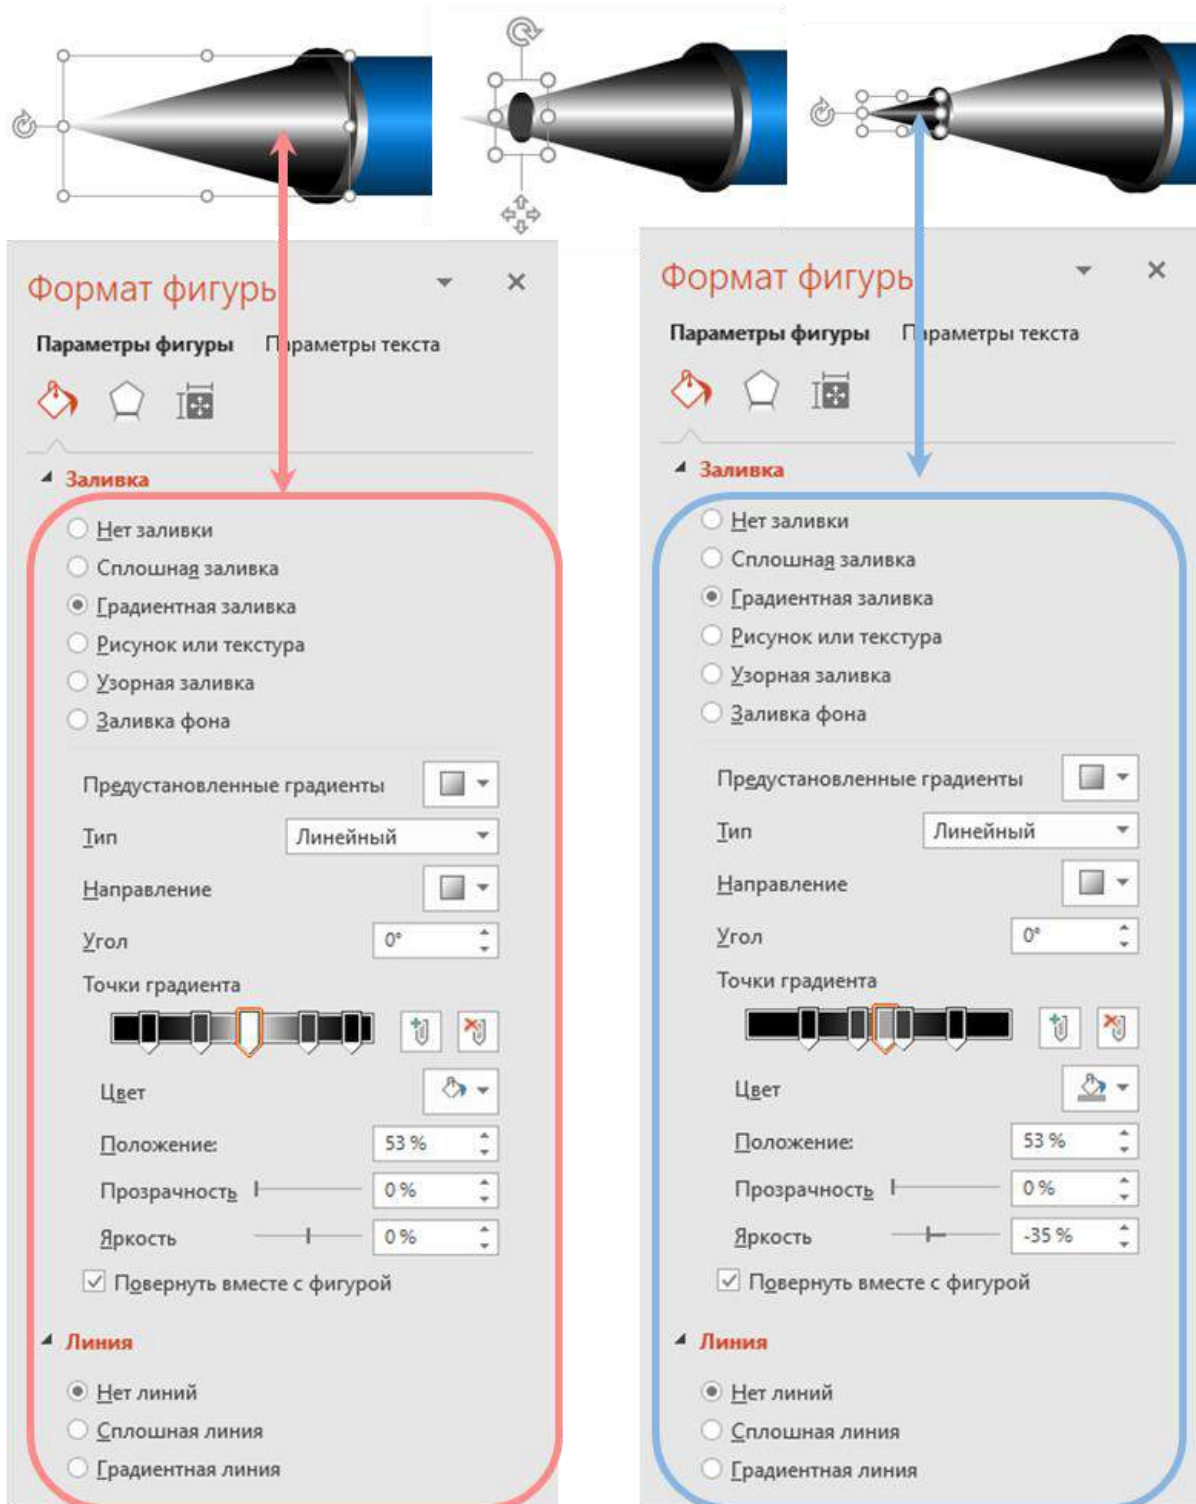 Формат фигуры
Параметры фигуры Параметры текста
Заливка
Нет заливки
Сплошная заливка
Градиентная заливка
Рисунок или текстура
Узорная заливка
Заливка фона
Предустановленные градиенты
Тип Линейный
Направление
Угол 0°
Точки градиента
Цвет
Положение: 53 %
Прозрачность 0 %
Яркость 0 %
Повернуть вместе с фигурой
Линия
Нет линий
Сплошная линия
Градиентная линия
Формат фигуры
Параметры фигуры Параметры текста
Заливка
Нет заливки
Сплошная заливка
Градиентная заливка
Рисунок или текстура
Узорная заливка
Заливка фона
Предустановленные градиенты
Тип Линейный
Направление
Угол 0°
Точки градиента
Цвет
Положение: 53 %
Прозрачность 0 %
Яркость -35 %
Повернуть вместе с фигурой
Линия
Нет линий
Сплошная линия
Градиентная линия